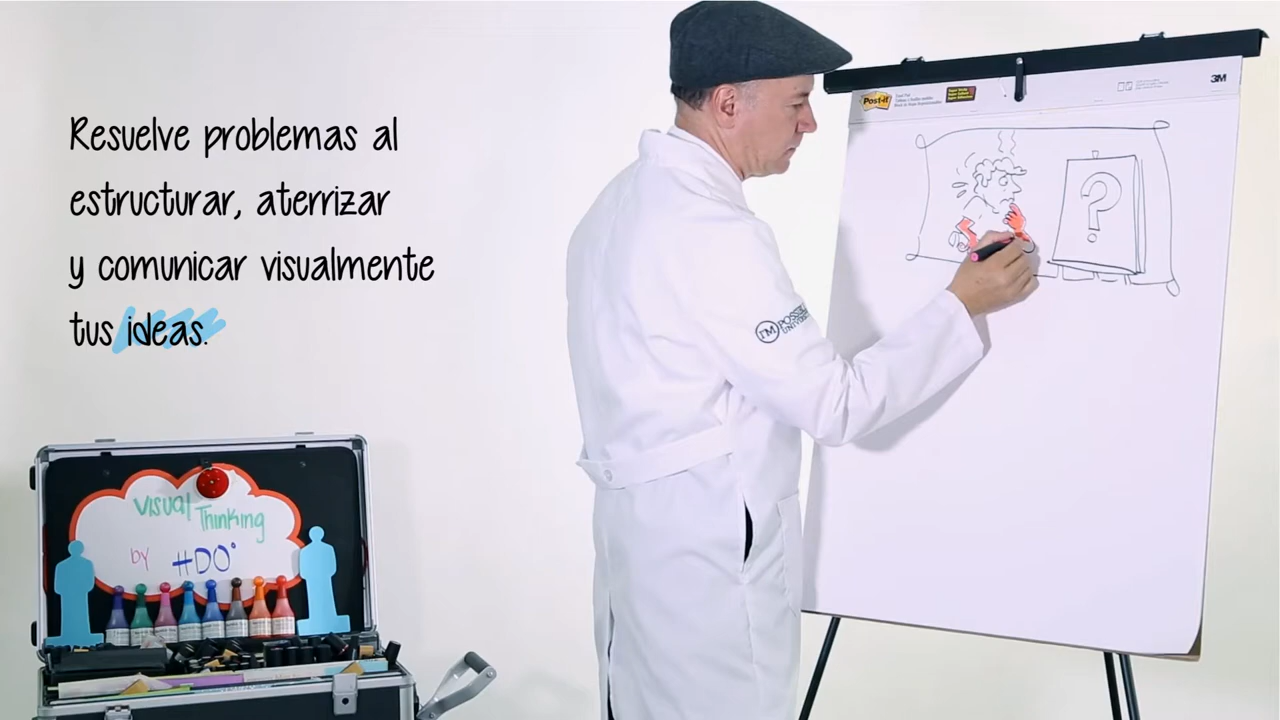 Resuelve problemas al
estructurar, aterrizar
y comunicar visualmente
tus ideas.
Visual
Thinking
by #DO°
Post-it
3M
?